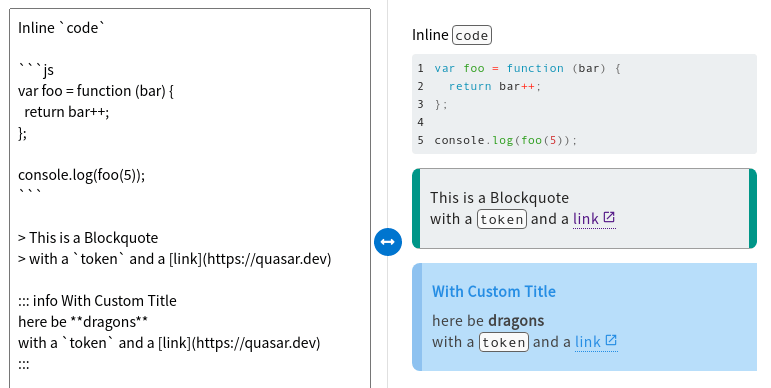 Inline `code`
```js
var foo = function (bar) {
  return bar++;
};
console.log(foo(5));
```
> This is a Blockquote
> with a `token` and a [link](https://quasar.dev)
::: info With Custom Title
here be **dragons**
with a `token` and a [link](https://quasar.dev)
:::
Inline code
1 var foo = function (bar) {
2   return bar++;
3 };
4
5 console.log(foo(5));
This is a Blockquote
with a token and a link
With Custom Title
here be dragons
with a token and a link